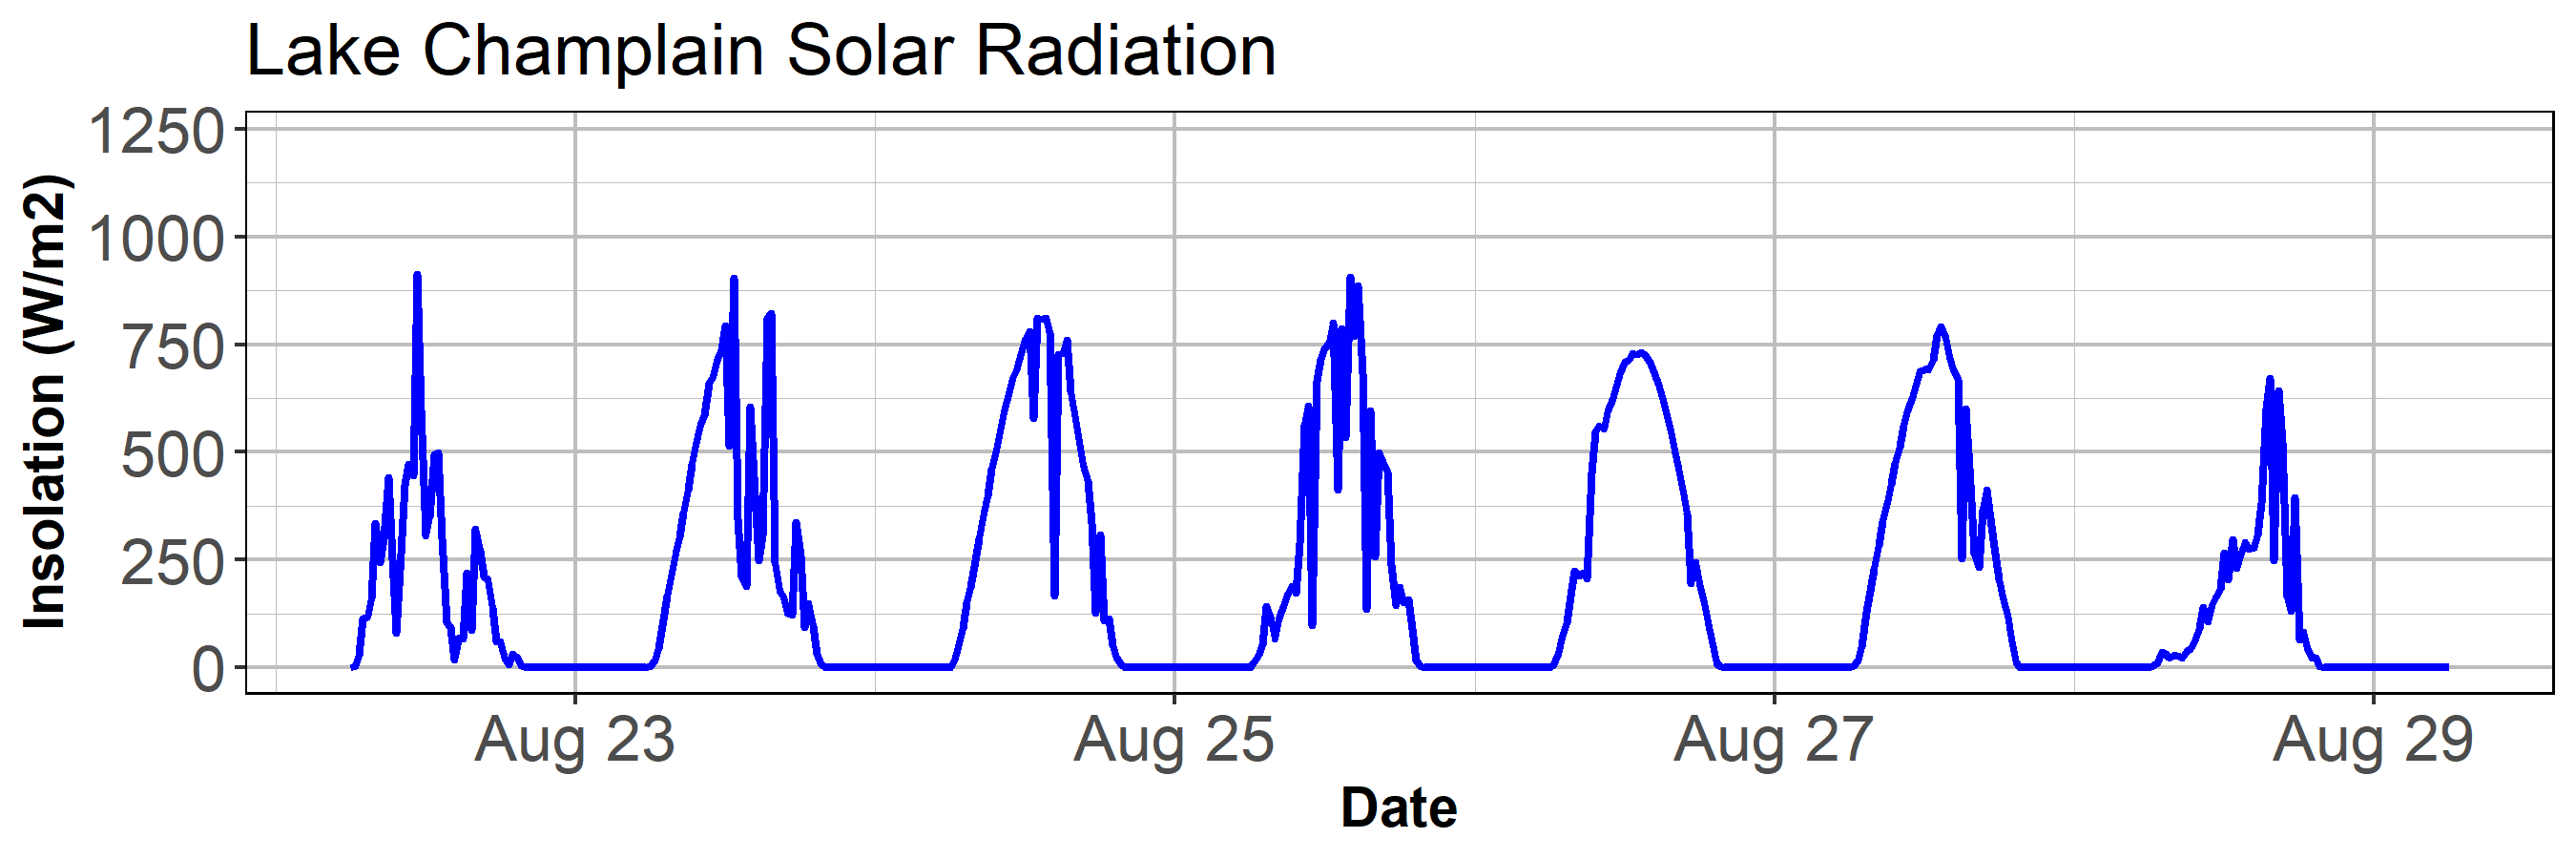 Lake Champlain Solar Radiation
1250
1000
750
500
250
0
Insolation (W/m2)
Aug 23 Aug 25 Aug 27 Aug 29
Date